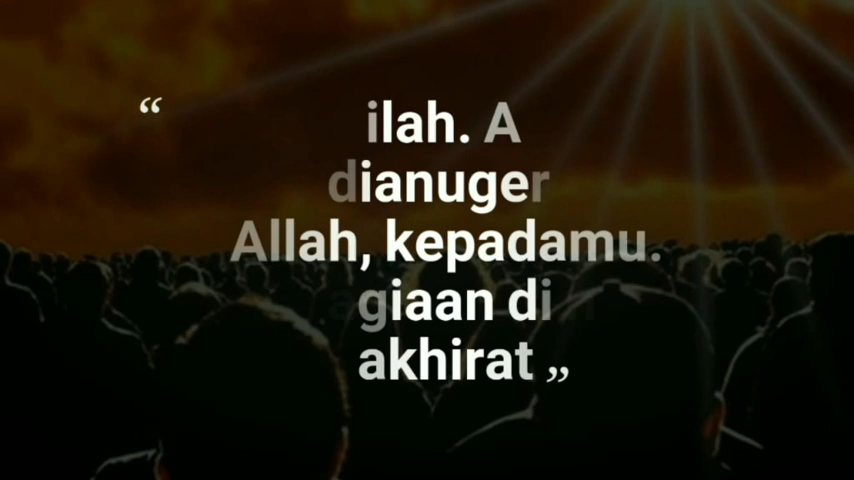 “ ilah. A
dianuger
Allah, kepadamu.
giaan di
akhirat „